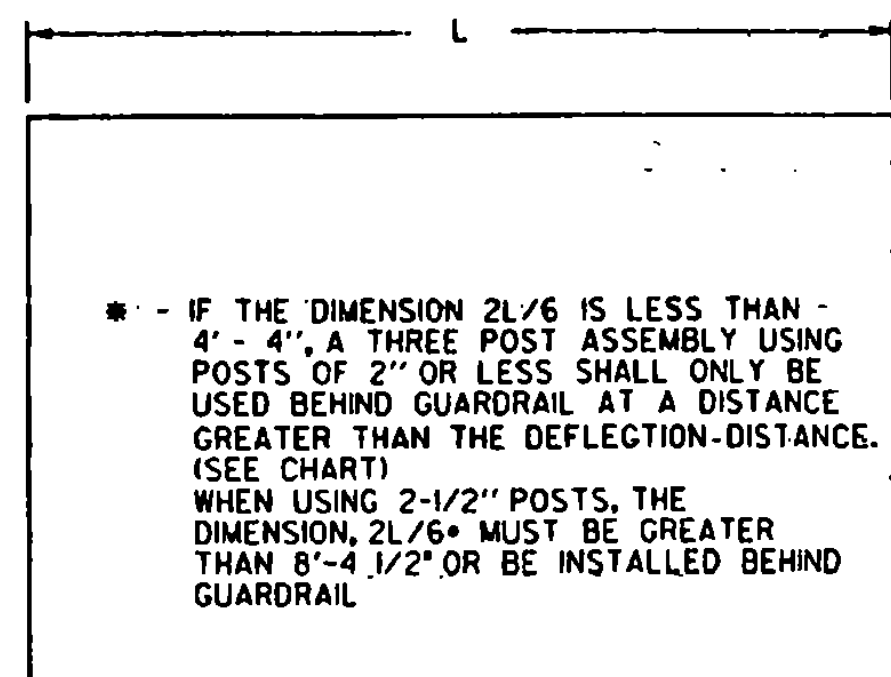 L
* - IF THE DIMENSION 2L/6 IS LESS THAN -
4' - 4'', A THREE POST ASSEMBLY USING
POSTS OF 2'' OR LESS SHALL ONLY BE
USED BEHIND GUARDRAIL AT A DISTANCE
GREATER THAN THE DEFLECTION-DISTANCE.
(SEE CHART)
WHEN USING 2-1/2'' POSTS, THE
DIMENSION, 2L/6• MUST BE GREATER
THAN 8'-4 1/2" OR BE INSTALLED BEHIND
GUARDRAIL